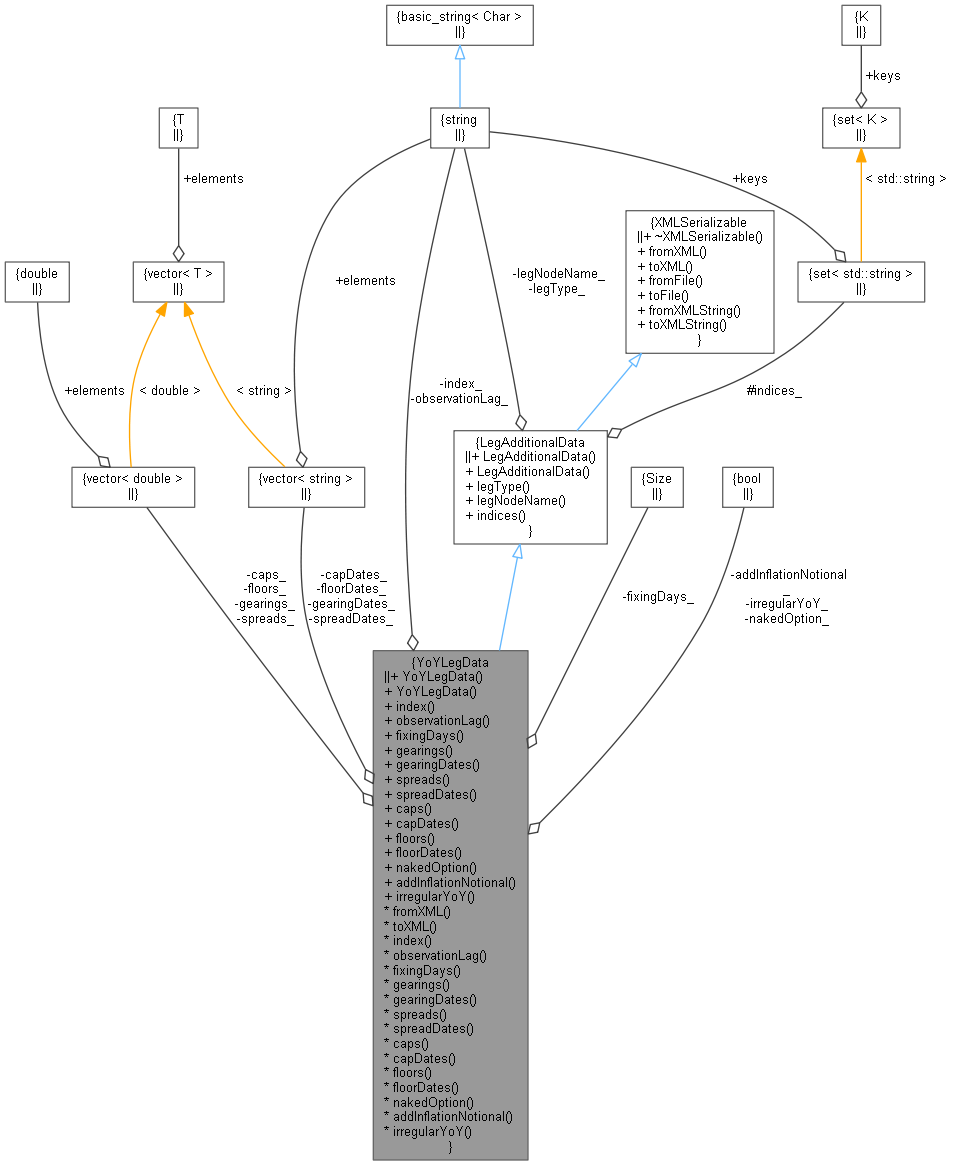 {basic_string< Char >
||}
{K
||}
+keys
{T
||}
{string
||}
{set< K >
||}
+elements
+keys
< std::string >
{XMLSerializable
||+ ~XMLSerializable()
+ fromXML()
+ toXML()
+ fromFile()
+ toFile()
+ fromXMLString()
+ toXMLString()
}
{double
||}
{vector< T >
||}
+elements
-legNodeName_
-legType_
{set< std::string >
||}
+elements
< double >
< string >
-index_
-observationLag_
#indices_
{LegAdditionalData
||+ LegAdditionalData()
+ LegAdditionalData()
+ legType()
+ legNodeName()
+ indices()
}
{vector< double >
||}
{vector< string >
||}
{Size
||}
{bool
||}
-caps_
-floors_
-gearings_
-spreads_
-capDates_
-floorDates_
-gearingDates_
-spreadDates_
-fixingDays_
-addInflationNotional
_
-irregularYoY_
-nakedOption_
{YoYLegData
||+ YoYLegData()
+ YoYLegData()
+ index()
+ observationLag()
+ fixingDays()
+ gearings()
+ gearingDates()
+ spreads()
+ spreadDates()
+ caps()
+ capDates()
+ floors()
+ floorDates()
+ nakedOption()
+ addInflationNotional()
+ irregularYoY()
* fromXML()
* toXML()
* index()
* observationLag()
* fixingDays()
* gearings()
* gearingDates()
* spreads()
* spreadDates()
* caps()
* capDates()
* floors()
* floorDates()
* nakedOption()
* addInflationNotional()
* irregularYoY()
}